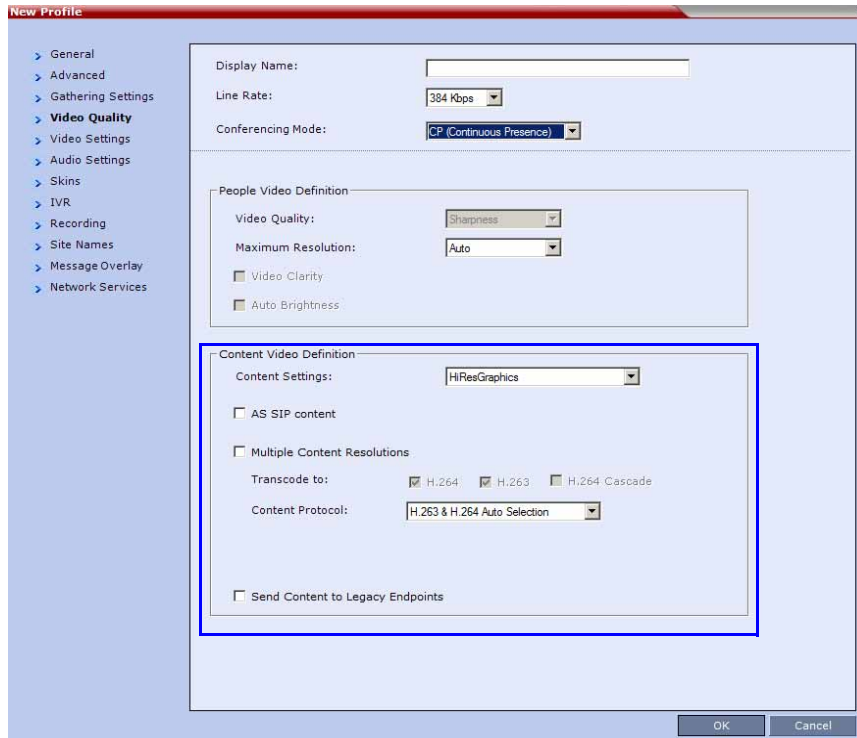 New Profile
General
Advanced
Gathering Settings
Video Quality
Video Settings
Audio Settings
Skins
IVR
Recording
Site Names
Message Overlay
Network Services
Display Name:
Line Rate: 384 Kbps
Conferencing Mode: CP (Continuous Presence)
People Video Definition
Video Quality: Sharpness
Maximum Resolution: Auto
Video Clarity
Auto Brightness
Content Video Definition
Content Settings: HiResGraphics
AS SIP content
Multiple Content Resolutions
Transcode to: H.264 H.263 H.264 Cascade
Content Protocol: H.263 & H.264 Auto Selection
Send Content to Legacy Endpoints
OK Cancel